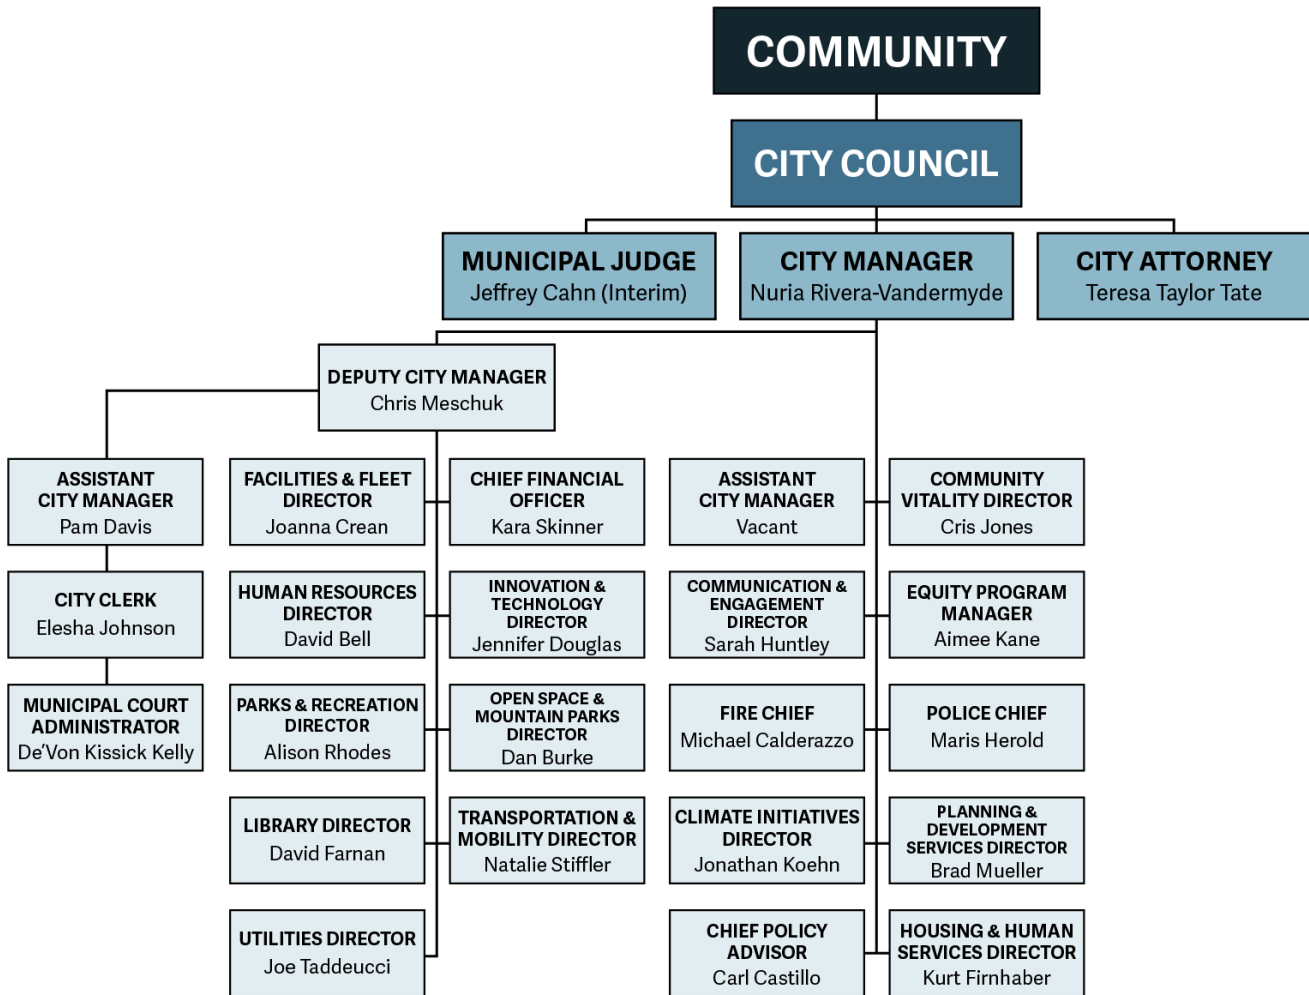 COMMUNITY
CITY COUNCIL
MUNICIPAL JUDGE
Jeffrey Cahn (Interim)
CITY MANAGER
Nuria Rivera-Vandermyde
CITY ATTORNEY
Teresa Taylor Tate
DEPUTY CITY MANAGER
Chris Meschuk
ASSISTANT
CITY MANAGER
Pam Davis
FACILITIES & FLEET
DIRECTOR
Joanna Crean
CHIEF FINANCIAL
OFFICER
Kara Skinner
ASSISTANT
CITY MANAGER
Vacant
COMMUNITY
VITALITY DIRECTOR
Cris Jones
CITY CLERK
Elesha Johnson
HUMAN RESOURCES
DIRECTOR
David Bell
INNOVATION &
TECHNOLOGY
DIRECTOR
Jennifer Douglas
COMMUNICATION &
ENGAGEMENT
DIRECTOR
Sarah Huntley
EQUITY PROGRAM
MANAGER
Aimee Kane
MUNICIPAL COURT
ADMINISTRATOR
De’Von Kissick Kelly
PARKS & RECREATION
DIRECTOR
Alison Rhodes
OPEN SPACE &
MOUNTAIN PARKS
DIRECTOR
Dan Burke
FIRE CHIEF
Michael Calderazzo
POLICE CHIEF
Maris Herold
LIBRARY DIRECTOR
David Farnan
TRANSPORTATION &
MOBILITY DIRECTOR
Natalie Stiffler
CLIMATE INITIATIVES
DIRECTOR
Jonathan Koehn
PLANNING &
DEVELOPMENT
SERVICES DIRECTOR
Brad Mueller
UTILITIES DIRECTOR
Joe Taddeucci
CHIEF POLICY
ADVISOR
Carl Castillo
HOUSING & HUMAN
SERVICES DIRECTOR
Kurt Firnhaber